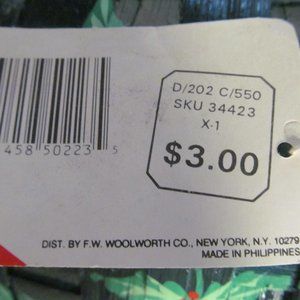 D/202 C/550
SKU 34423
X-1
$3.00
458 50223 5
DIST. BY F.W. WOOLWORTH CO., NEW YORK, N.Y. 10279
MADE IN PHILIPPINES